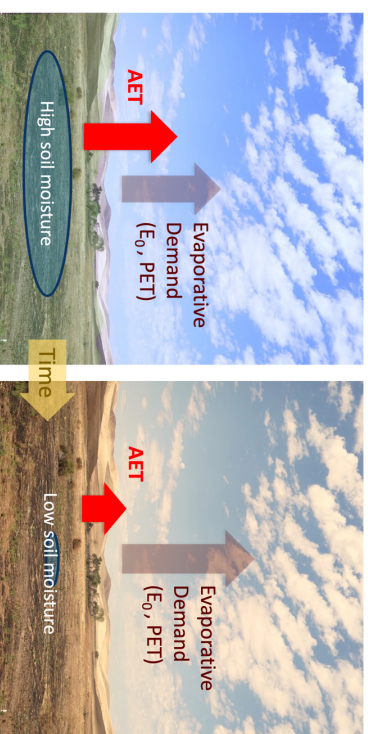 AET
Evaporative
Demand
(E₀, PET)
High soil moisture
Time
AET
Evaporative
Demand
(E₀, PET)
Low soil moisture